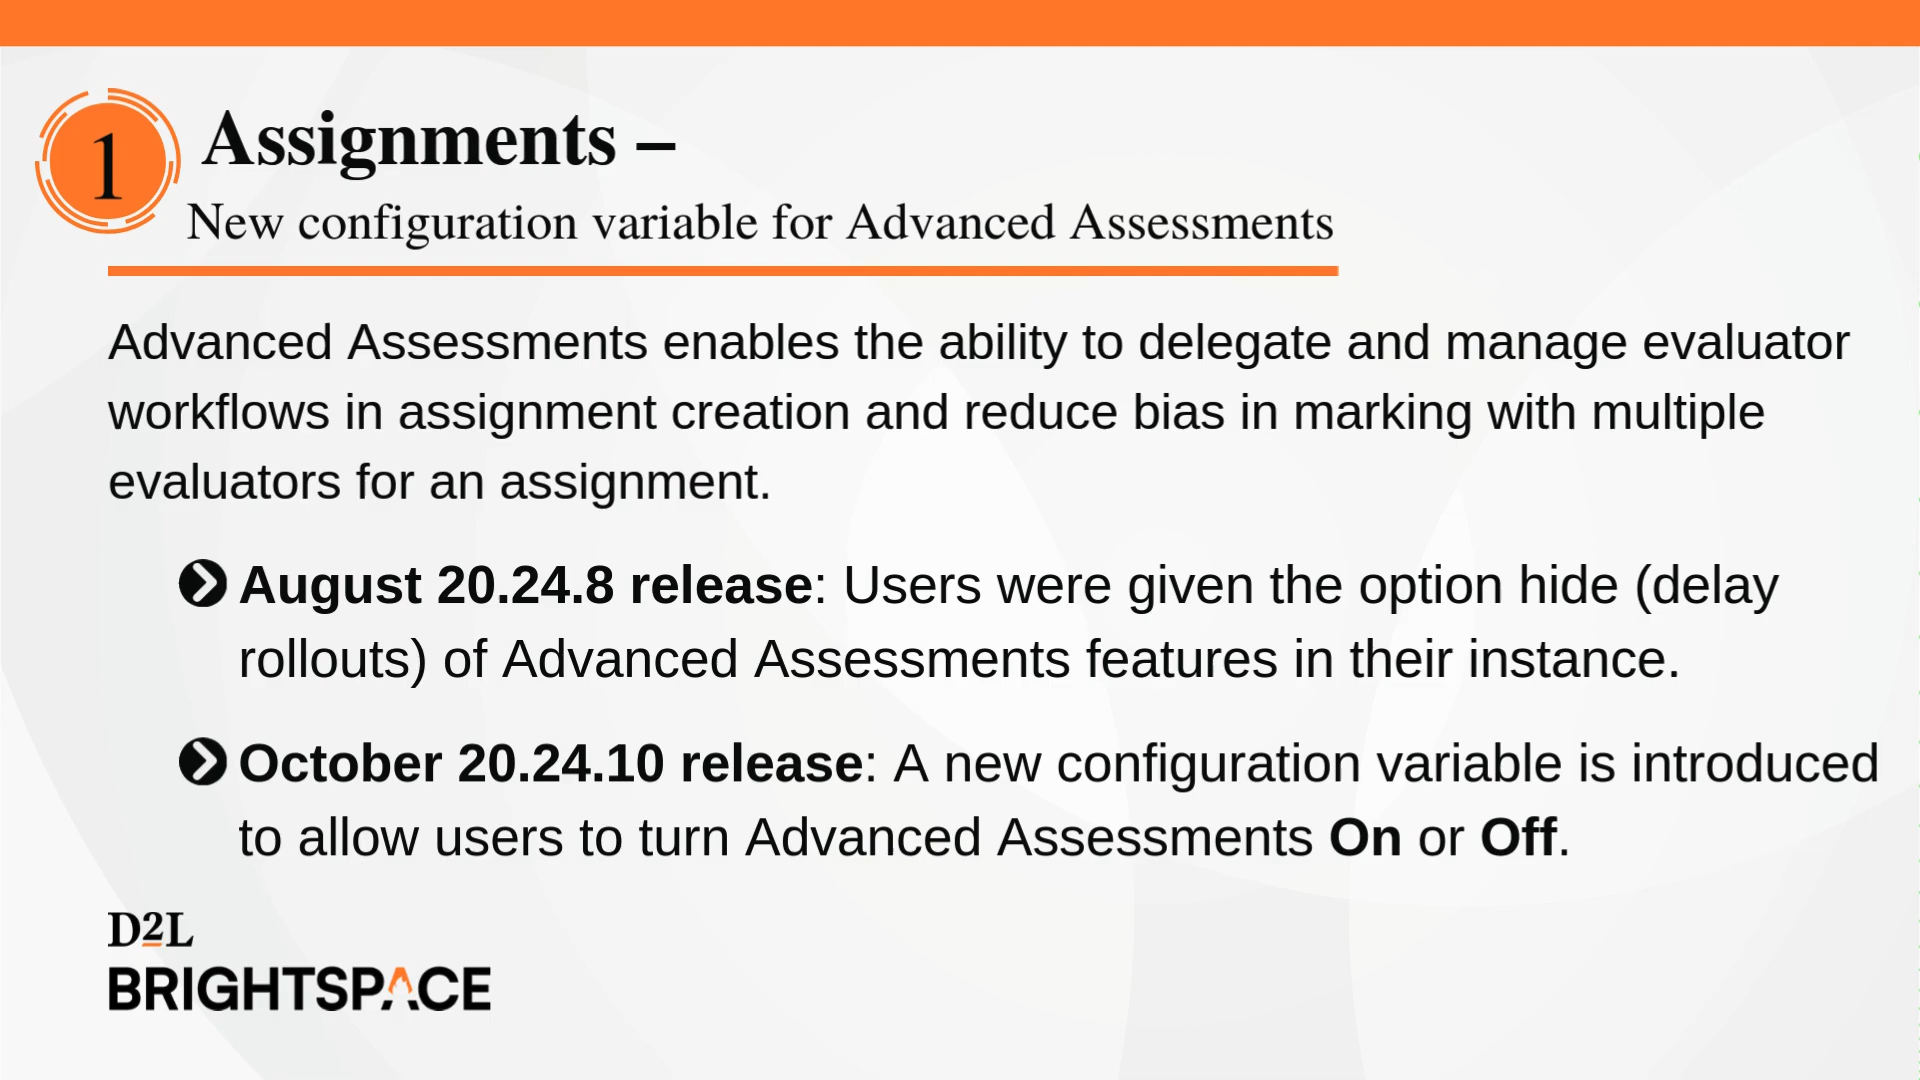 1
Assignments –
New configuration variable for Advanced Assessments
Advanced Assessments enables the ability to delegate and manage evaluator
workflows in assignment creation and reduce bias in marking with multiple
evaluators for an assignment.
August 20.24.8 release: Users were given the option hide (delay
rollouts) of Advanced Assessments features in their instance.
October 20.24.10 release: A new configuration variable is introduced
to allow users to turn Advanced Assessments On or Off.
D2L
BRIGHTSPACE